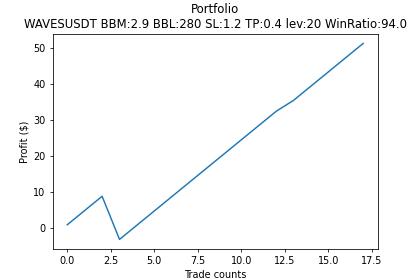 Portfolio
WAVESUSDT BBM:2.9 BBL:280 SL:1.2 TP:0.4 lev:20 WinRatio:94.0
50
40
30
20
10
0
Profit ($)
0.0 2.5 5.0 7.5 10.0 12.5 15.0 17.5
Trade counts